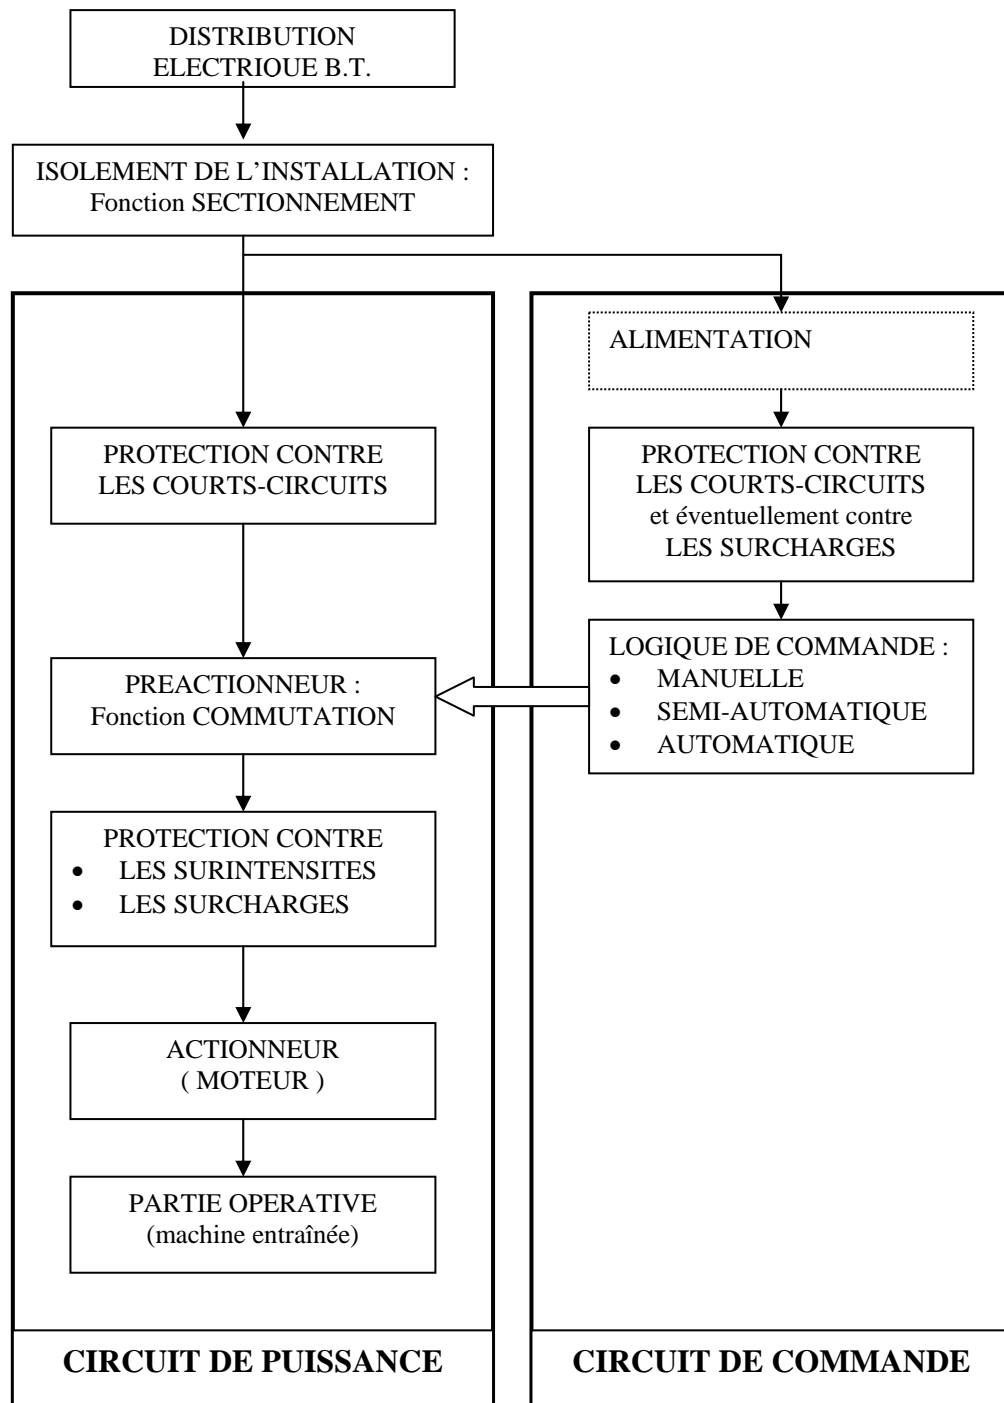 DISTRIBUTION
ELECTRIQUE B.T.
ISOLEMENT DE L'INSTALLATION :
Fonction SECTIONNEMENT
PROTECTION CONTRE
LES COURTS-CIRCUITS
PREACTIONNEUR :
Fonction COMMUTATION
PROTECTION CONTRE
• LES SURINTENSITES
• LES SURCHARGES
ACTIONNEUR
( MOTEUR )
PARTIE OPERATIVE
(machine entraînée)
CIRCUIT DE PUISSANCE
ALIMENTATION
PROTECTION CONTRE
LES COURTS-CIRCUITS
et éventuellement contre
LES SURCHARGES
LOGIQUE DE COMMANDE :
• MANUELLE
• SEMI-AUTOMATIQUE
• AUTOMATIQUE
CIRCUIT DE COMMANDE